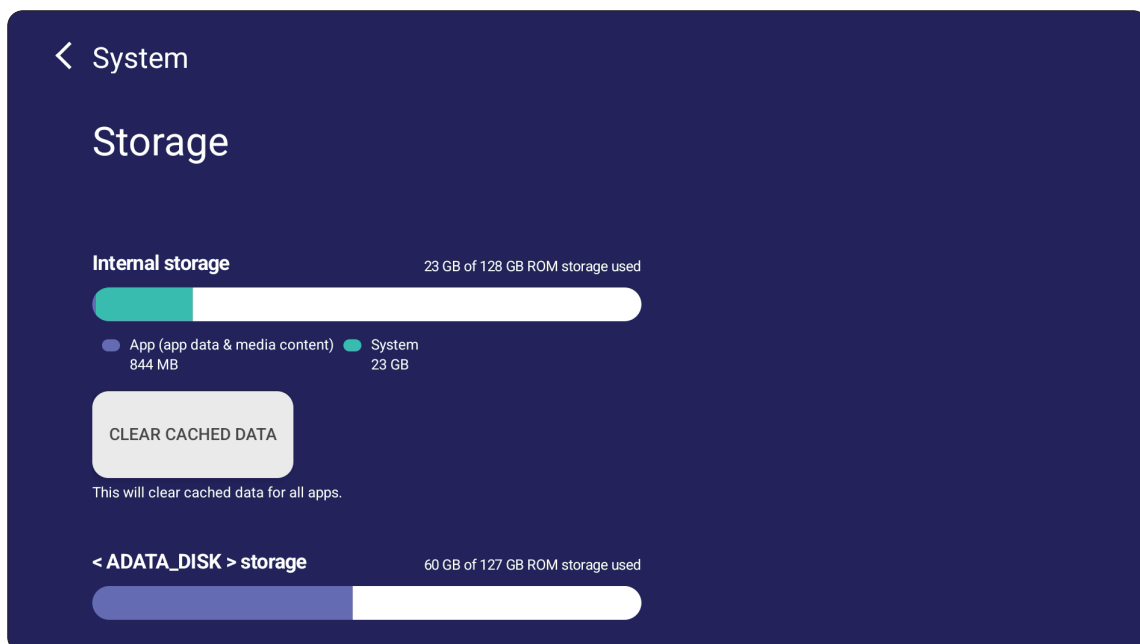 System
Storage
Internal storage 23 GB of 128 GB ROM storage used
App (app data & media content) System
844 MB 23 GB
CLEAR CACHED DATA
This will clear cached data for all apps.
< ADATA_DISK > storage 60 GB of 127 GB ROM storage used